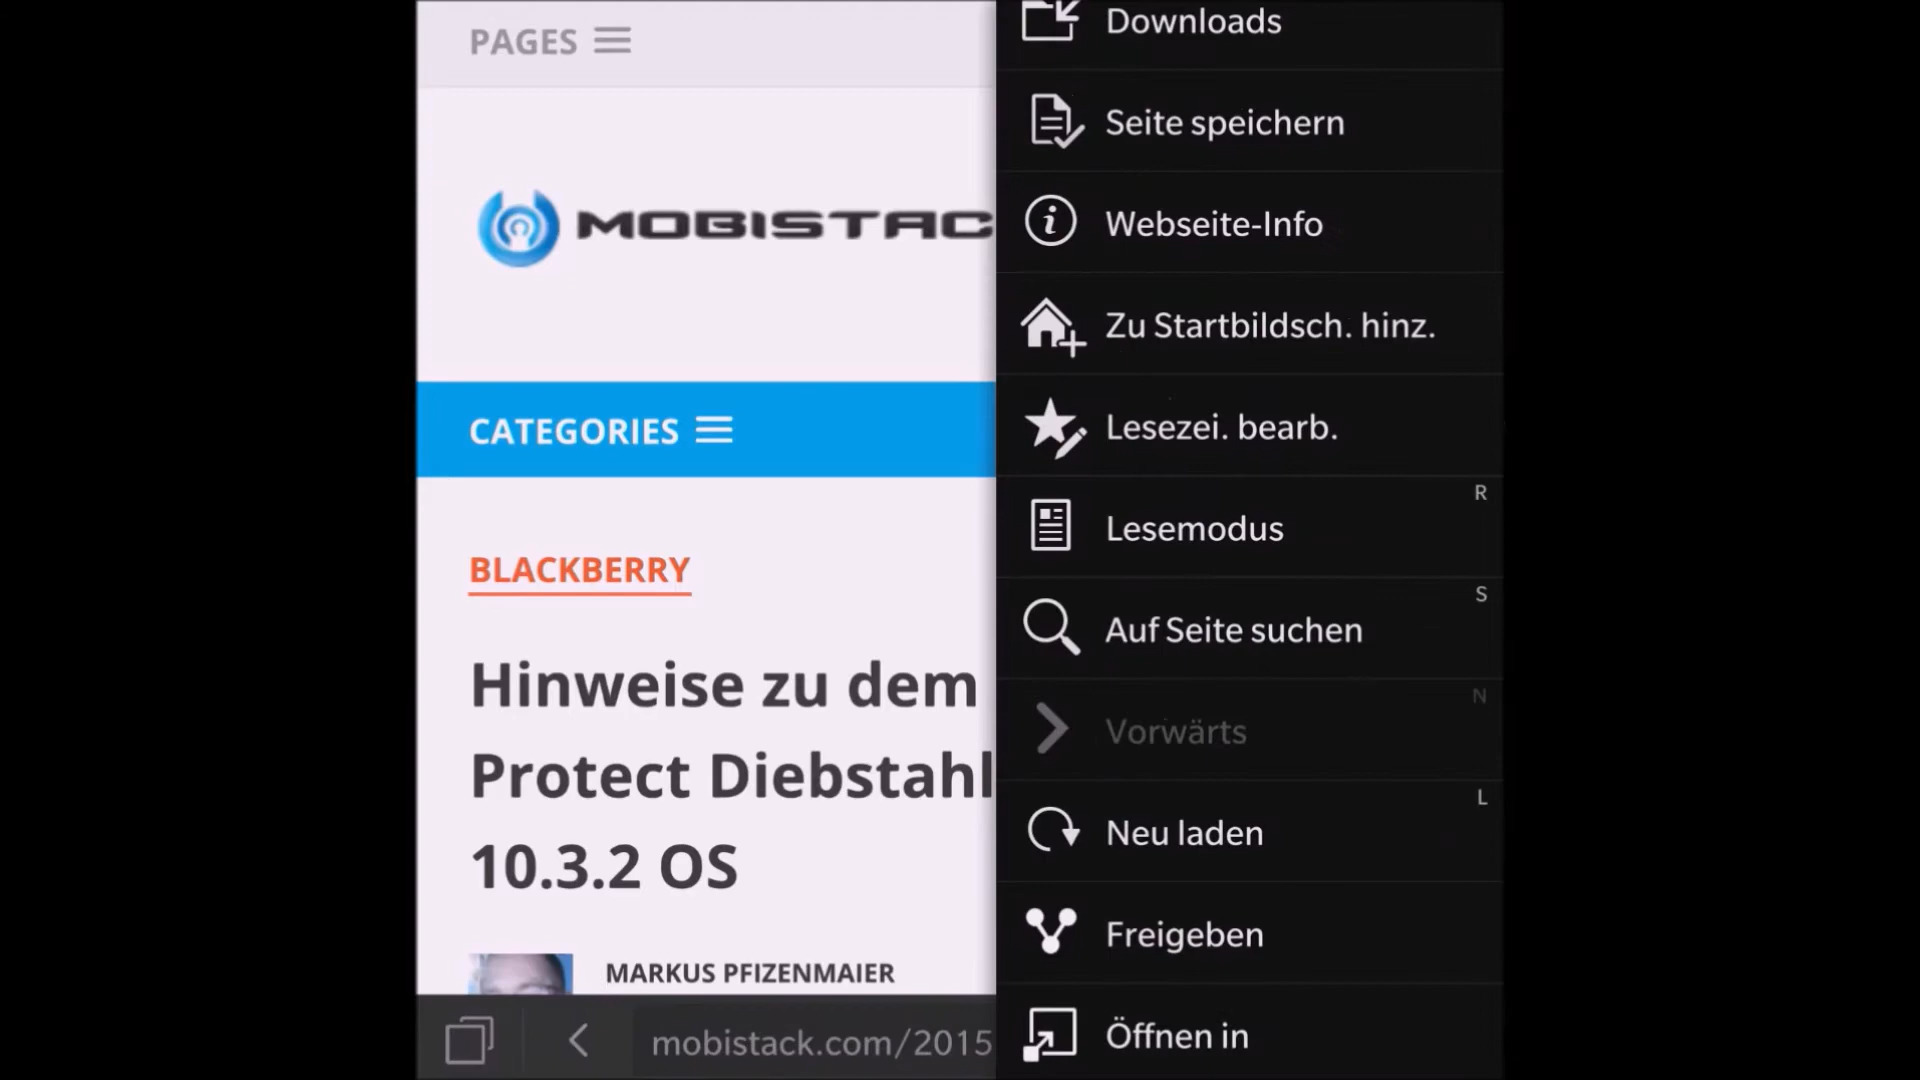 PAGES
MOBISTAC
CATEGORIES
BLACKBERRY
Hinweise zu dem
Protect Diebstahl
10.3.2 OS
MARKUS PFIZENMAIER
mobistack.com/2015
Downloads
Seite speichern
Webseite-Info
Zu Startbildsch. hinz.
Lesezei. bearb.
R
Lesemodus
S
Auf Seite suchen
N
Vorwärts
L
Neu laden
Freigeben
Öffnen in